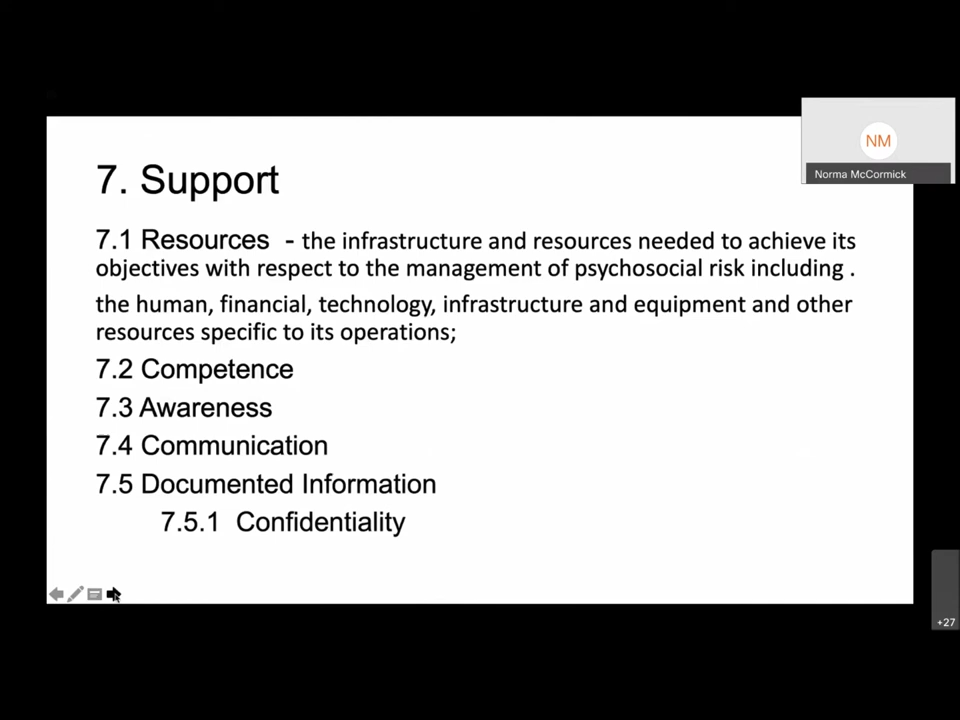 NM
Norma McCormick
7. Support
7.1 Resources - the infrastructure and resources needed to achieve its
objectives with respect to the management of psychosocial risk including .
the human, financial, technology, infrastructure and equipment and other
resources specific to its operations;
7.2 Competence
7.3 Awareness
7.4 Communication
7.5 Documented Information
7.5.1 Confidentiality
+27